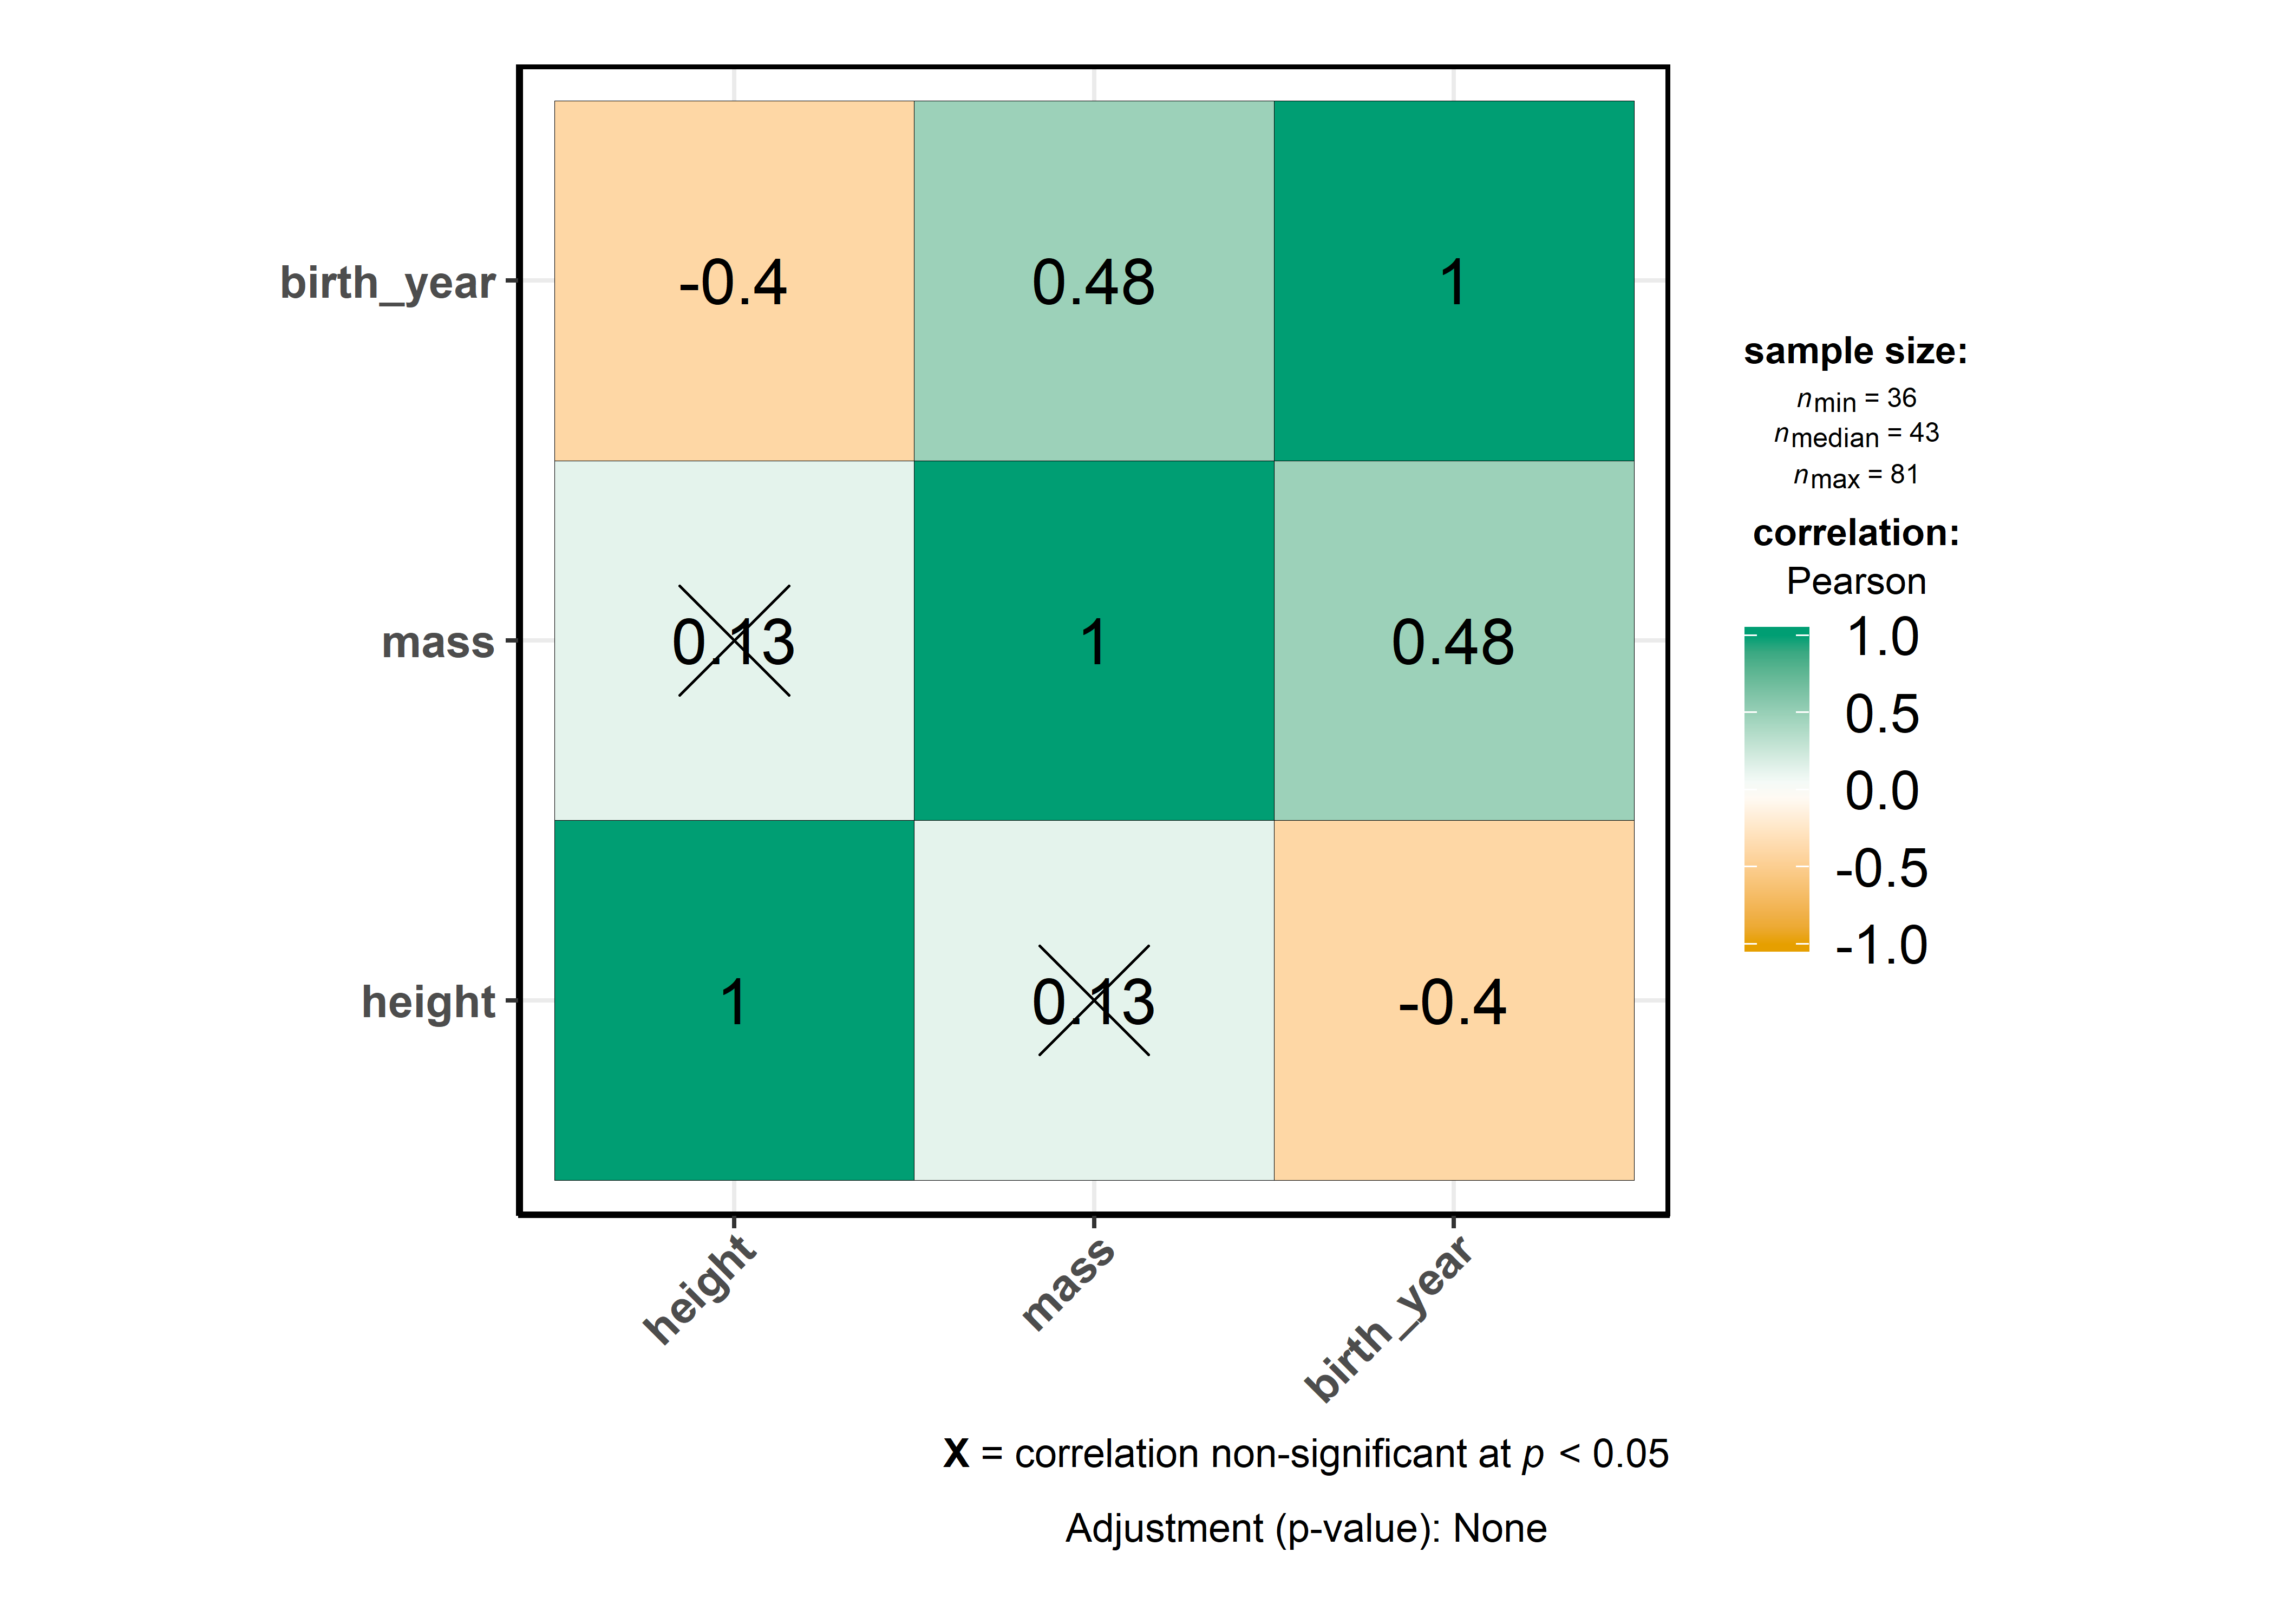 birth_year
-0.4
0.48
1
mass
0.13
1
0.48
height
1
0.13
-0.4
height
mass
birth_year
sample size:
nmin = 36
nmedian = 43
nmax = 81
correlation:
Pearson
1.0
0.5
0.0
-0.5
-1.0
X = correlation non-significant at p < 0.05
Adjustment (p-value): None